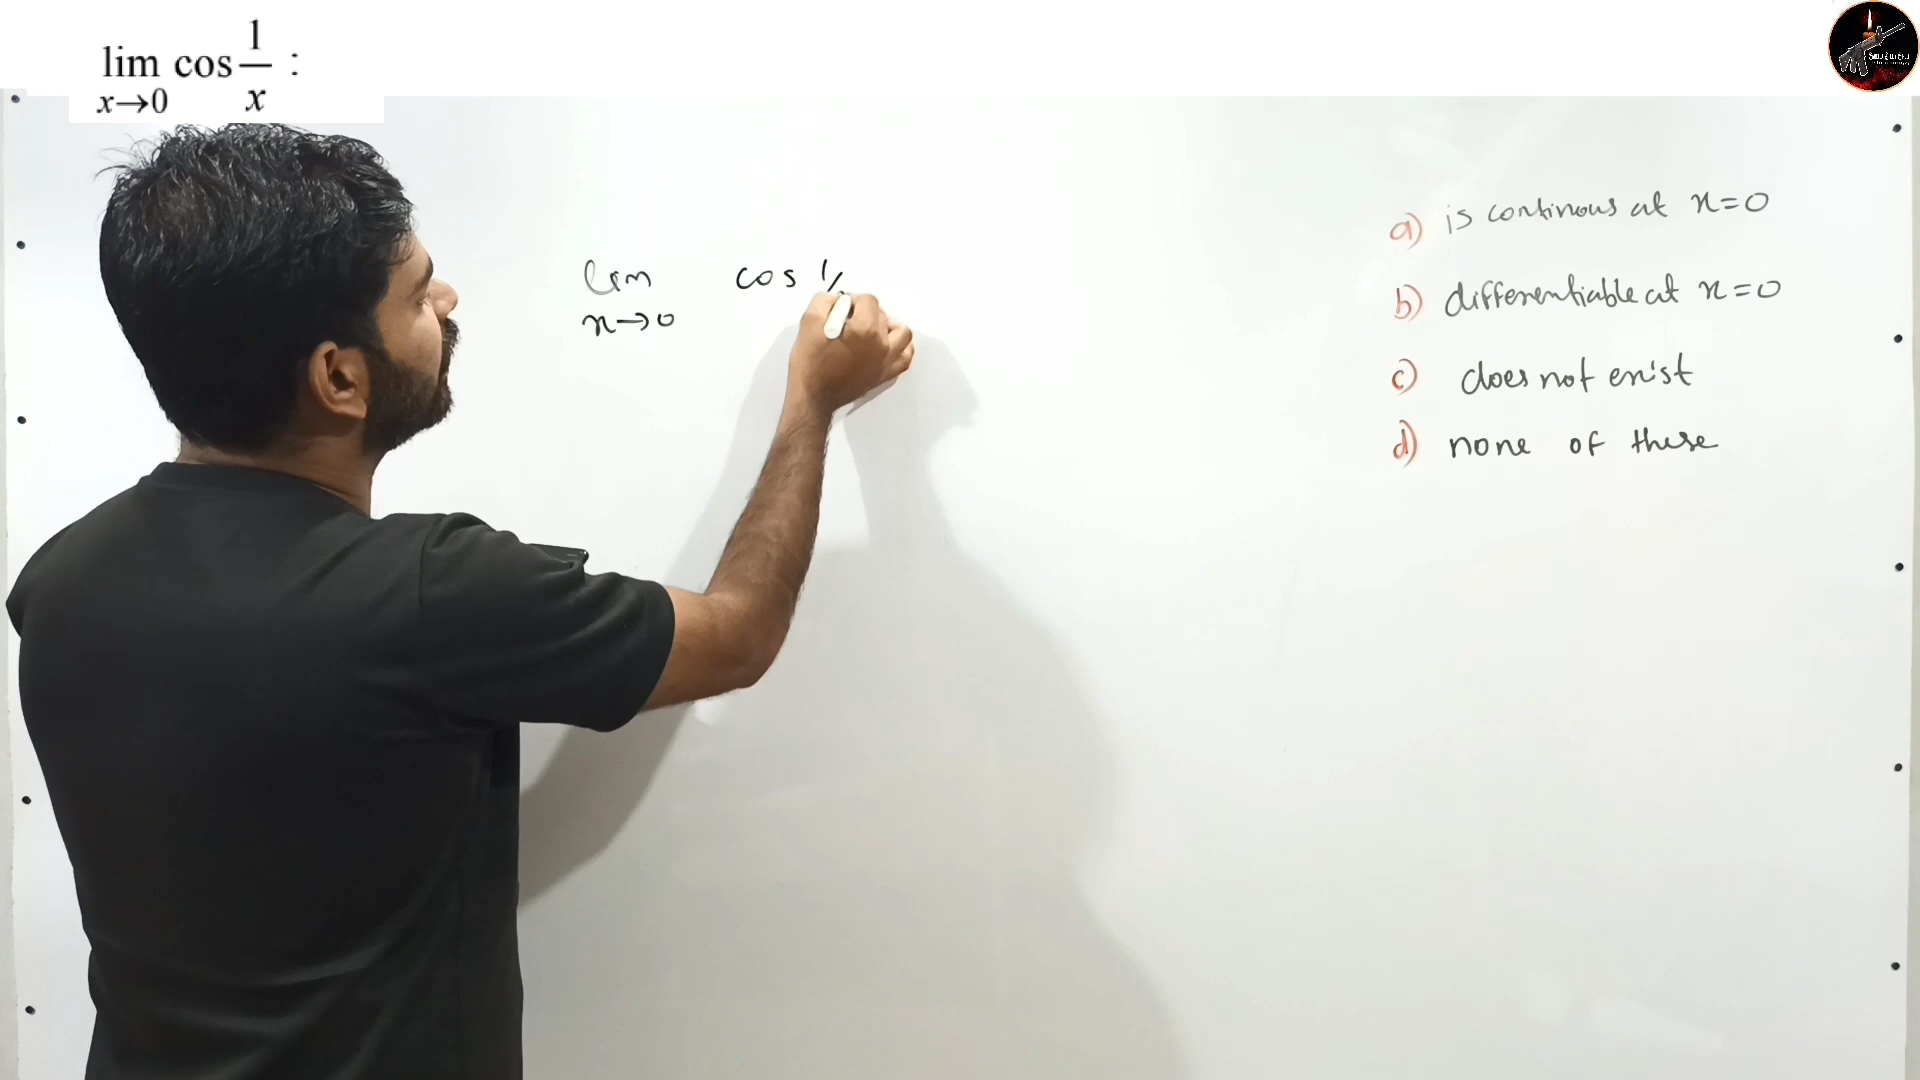 lim cos 1/x :
x→0
lim cos 1/
x→0
a) is continous at x=0
b) differentiable at x=0
c) does not exist
d) none of these